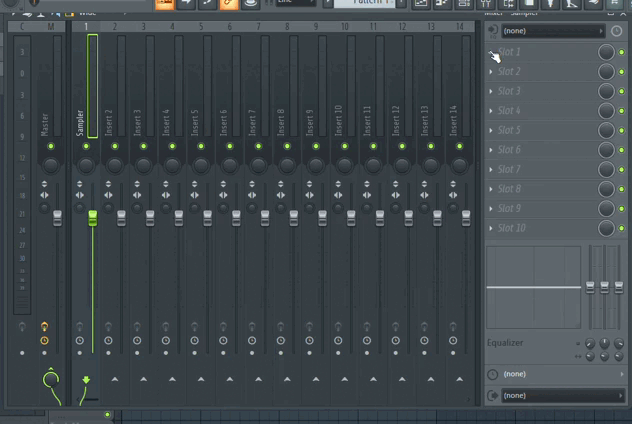 Wide
Pattern 1
Mixer - Sampler
C M 1 2 3 4 5 6 7 8 9 10 11 12 13 14
(none)
Slot 1
Slot 2
Slot 3
Slot 4
Slot 5
Slot 6
Slot 7
Slot 8
Slot 9
Slot 10
Master
Sampler
Insert 2
Insert 3
Insert 4
Insert 5
Insert 6
Insert 7
Insert 8
Insert 9
Insert 10
Insert 11
Insert 12
Insert 13
Insert 14
3
0
3
6
9
12
15
18
21
24
27
30
Equalizer
(none)
(none)